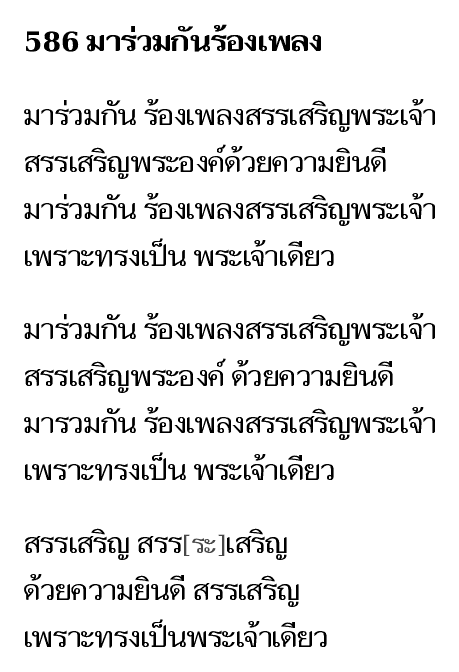 586 มาร่วมกันร้องเพลง
มาร่วมกัน ร้องเพลงสรรเสริญพระเจ้า
สรรเสริญพระองค์ด้วยความยินดี
มาร่วมกัน ร้องเพลงสรรเสริญพระเจ้า
เพราะทรงเป็น พระเจ้าเดียว
มาร่วมกัน ร้องเพลงสรรเสริญพระเจ้า
สรรเสริญพระองค์ ด้วยความยินดี
มารวมกัน ร้องเพลงสรรเสริญพระเจ้า
เพราะทรงเป็น พระเจ้าเดียว
สรรเสริญ สรร[ระ]เสริญ
ด้วยความยินดี สรรเสริญ
เพราะทรงเป็นพระเจ้าเดียว